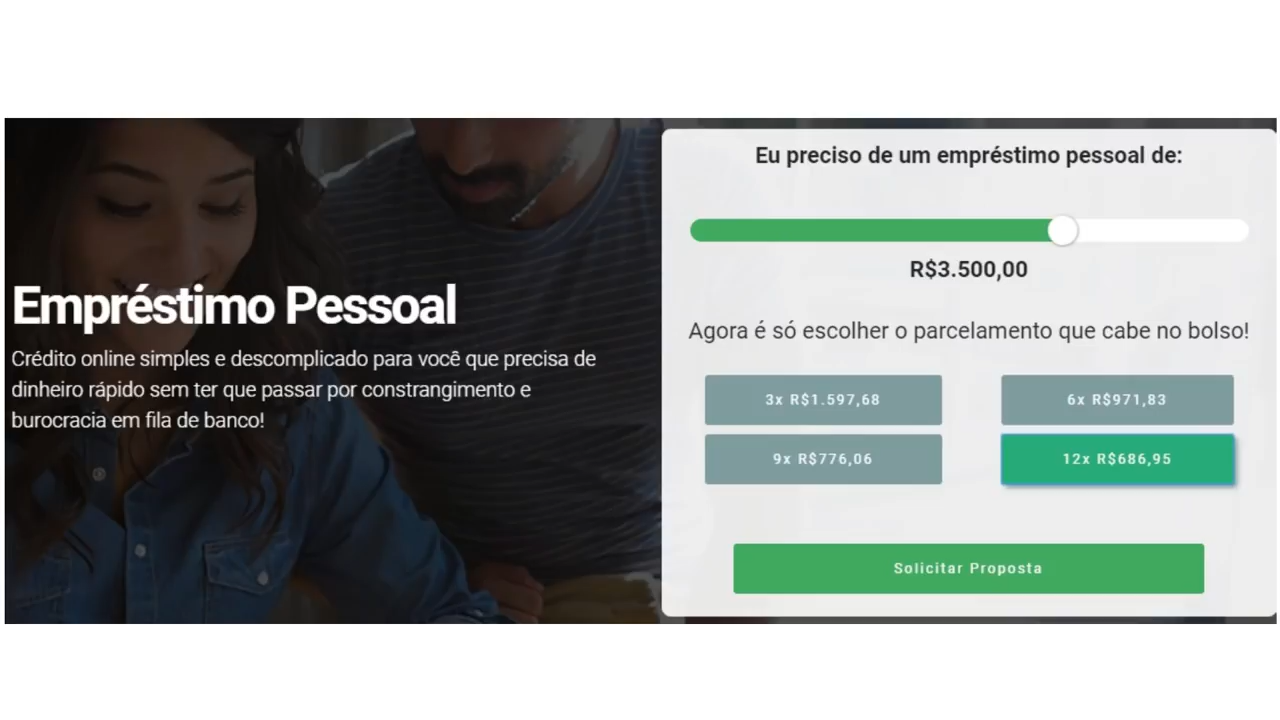 Empréstimo Pessoal
Crédito online simples e descomplicado para você que precisa de
dinheiro rápido sem ter que passar por constrangimento e
burocracia em fila de banco!
Eu preciso de um empréstimo pessoal de:
R$3.500,00
Agora é só escolher o parcelamento que cabe no bolso!
3x R$1.597,68
6x R$971,83
9x R$776,06
12x R$686,95
Solicitar Proposta